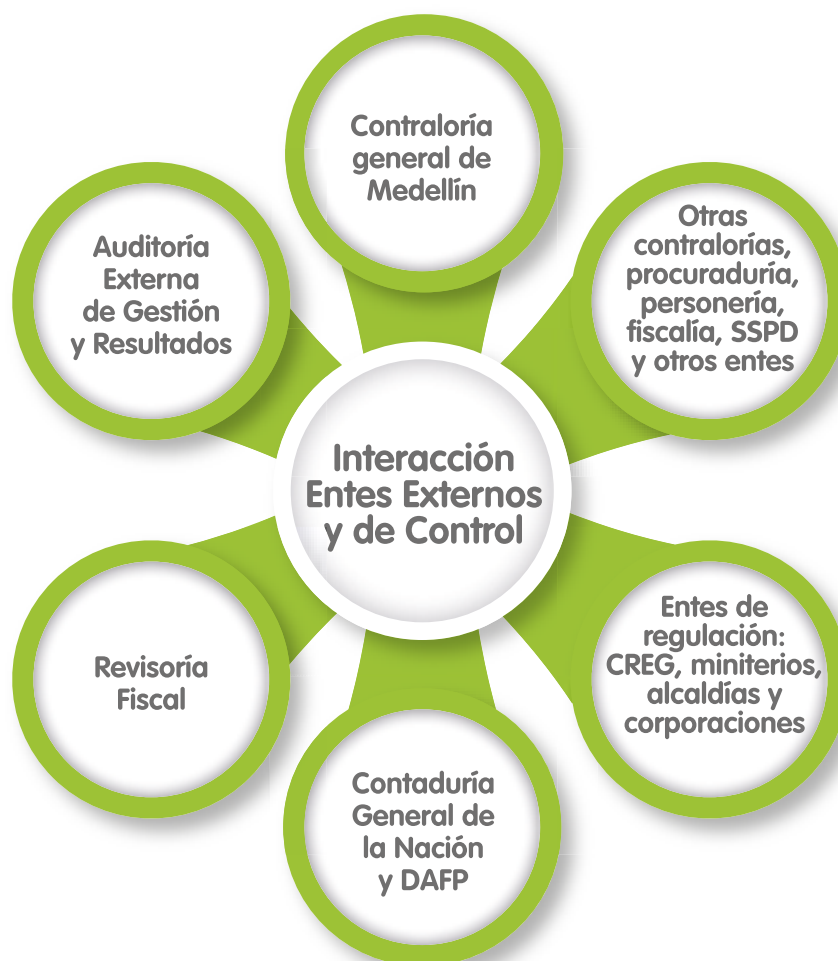 Contraloría
general de
Medellín
Auditoría
Externa
de Gestión
y Resultados
Otras
contralorías,
procuraduría,
personería,
fiscalía, SSPD
y otros entes
Interacción
Entes Externos
y de Control
Revisoría
Fiscal
Entes de
regulación:
CREG, miniterios,
alcaldías y
corporaciones
Contaduría
General de
la Nación
y DAFP